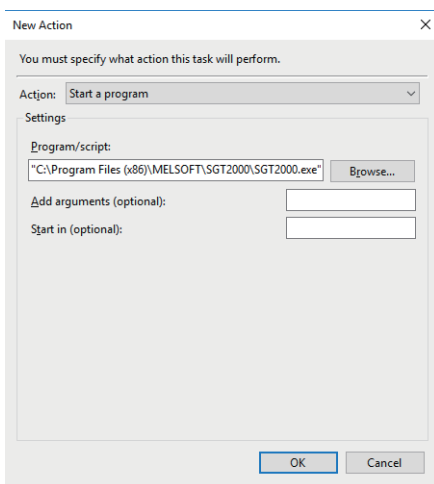 New Action
You must specify what action this task will perform.
Action: Start a program
Settings
Program/script:
"C:\Program Files (x86)\MELSOFT\SGT2000\SGT2000.exe" Browse...
Add arguments (optional):
Start in (optional):
OK Cancel